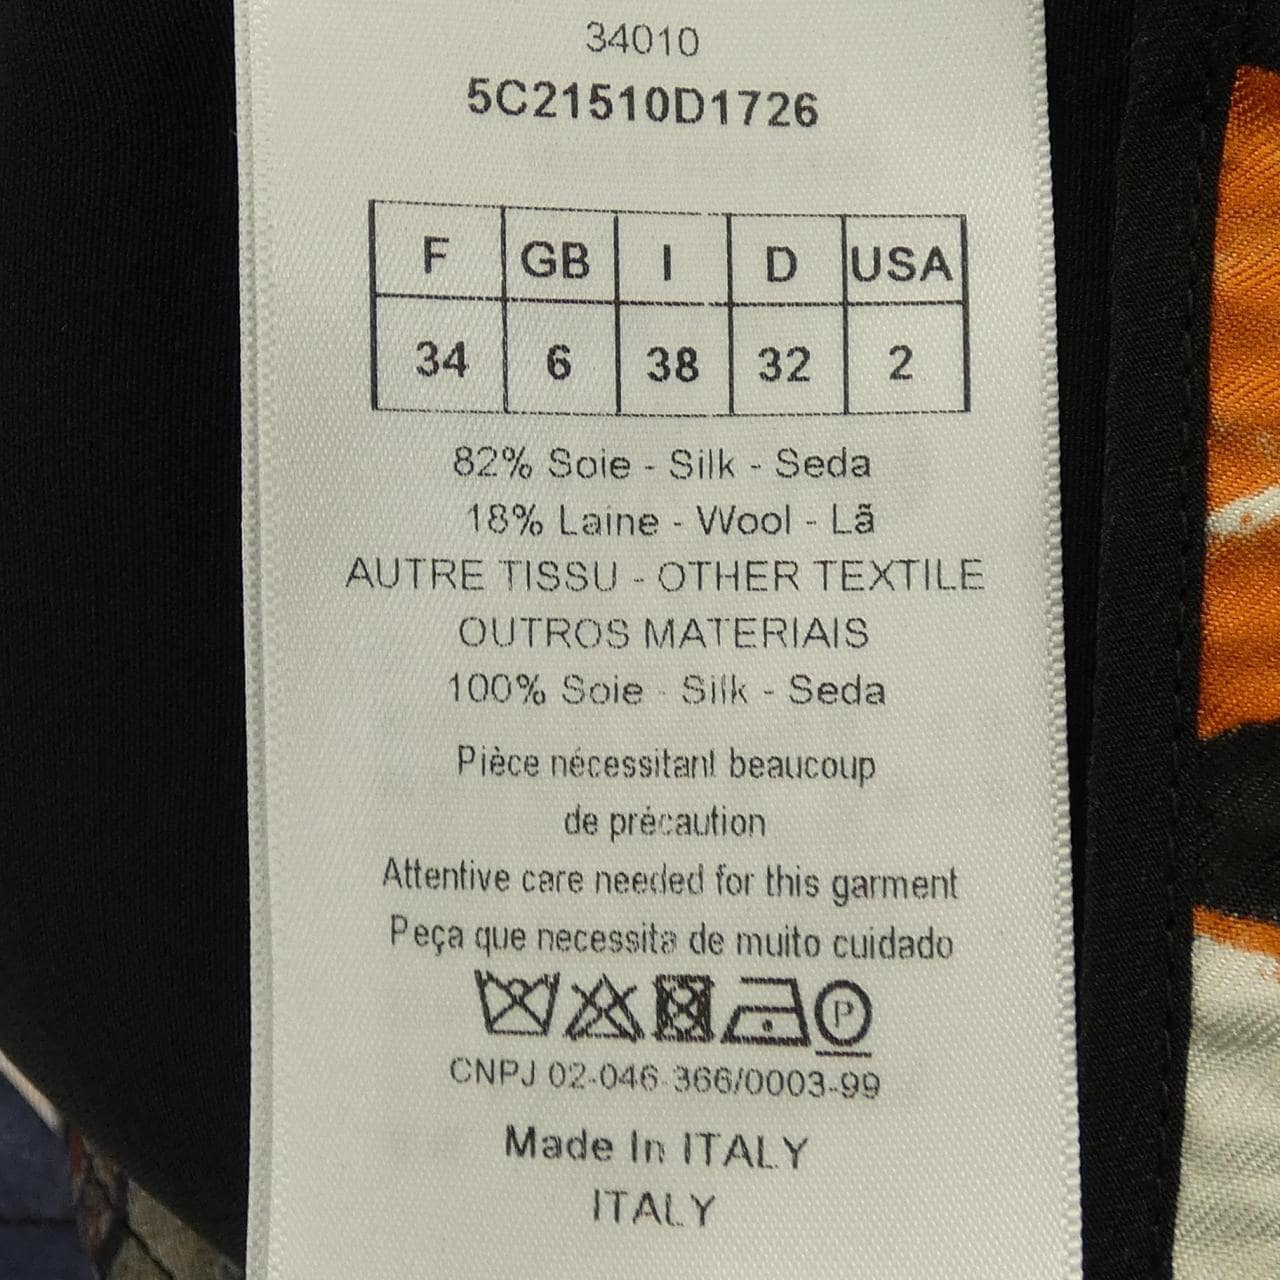 34010
5C21510D1726
F GB I D USA
34 6 38 32 2
82% Soie - Silk - Seda
18% Laine - Wool - Lã
AUTRE TISSU - OTHER TEXTILE
OUTROS MATERIAIS
100% Soie - Silk - Seda
Pièce nécessitant beaucoup
de précaution
Attentive care needed for this garment
Peça que necessita de muito cuidado
P
CNPJ 02-046-366/0003-99
Made In ITALY
ITALY